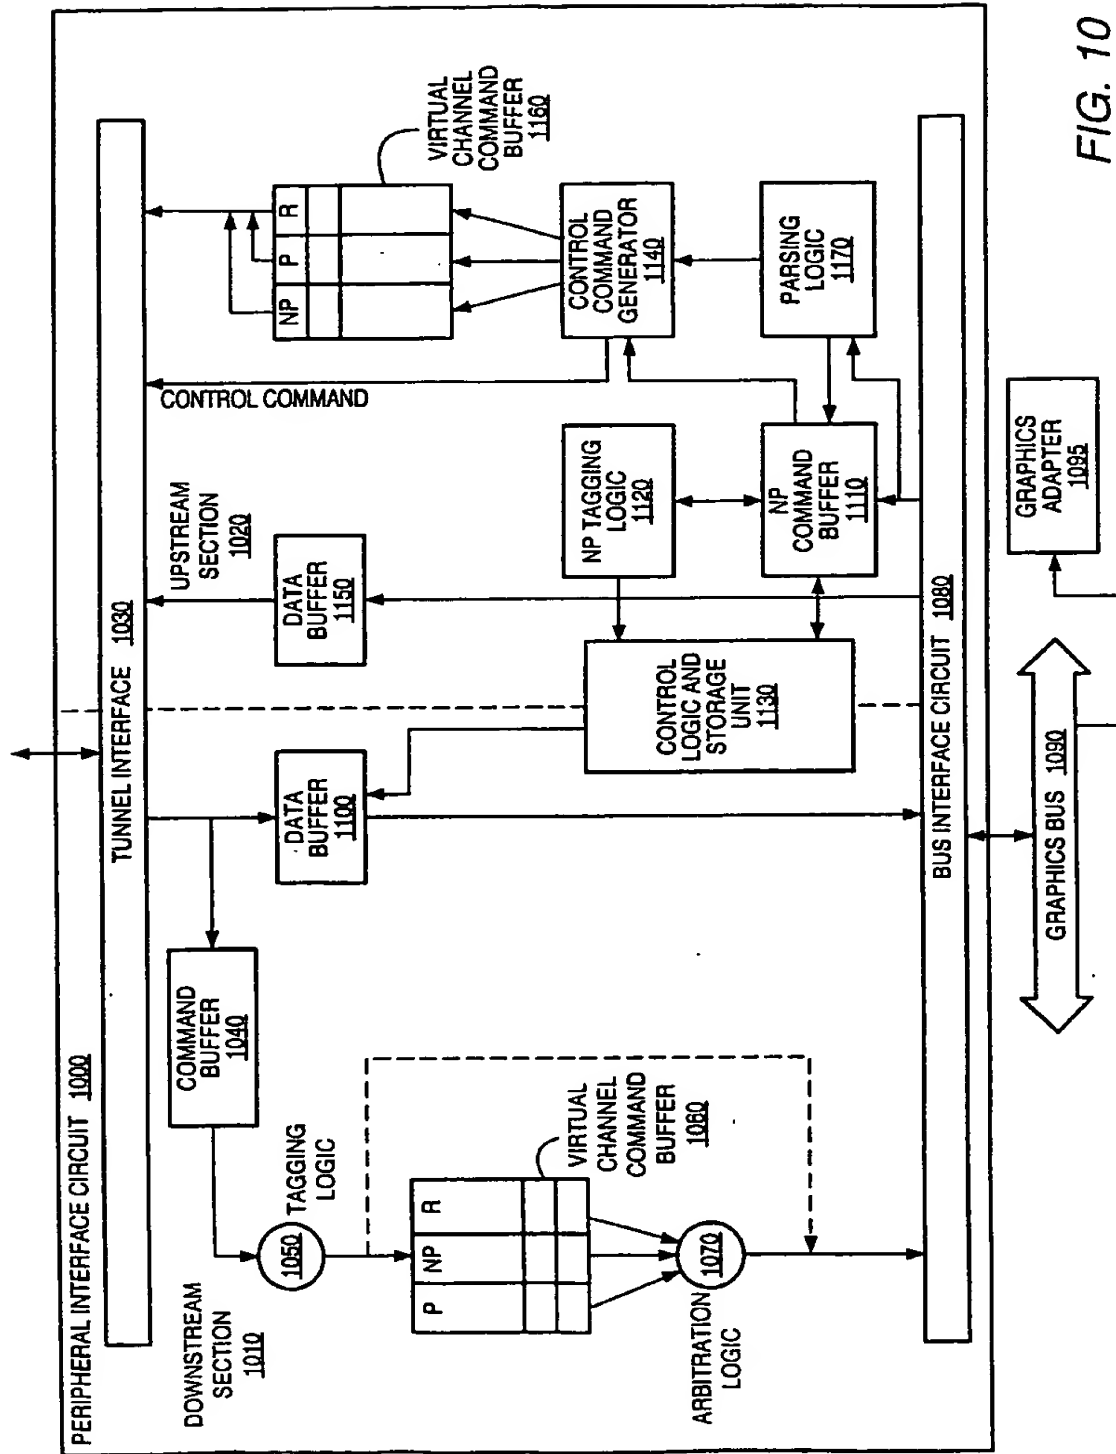 PERIPHERAL INTERFACE CIRCUIT 1000
TUNNEL INTERFACE 1030
DOWNSTREAM
SECTION
1010
COMMAND
BUFFER
1040
1050
TAGGING
LOGIC
P
NP
R
VIRTUAL
CHANNEL
COMMAND
BUFFER
1060
1070
ARBITRATION
LOGIC
DATA
BUFFER
1100
UPSTREAM
SECTION
1020
DATA
BUFFER
1150
CONTROL COMMAND
NP
P
R
VIRTUAL
CHANNEL
COMMAND
BUFFER
1160
NP TAGGING
LOGIC
1120
CONTROL
COMMAND
GENERATOR
1140
CONTROL
LOGIC AND
STORAGE
UNIT
1130
NP
COMMAND
BUFFER
1110
PARSING
LOGIC
1170
BUS INTERFACE CIRCUIT 1080
GRAPHICS BUS 1090
GRAPHICS
ADAPTER
1095
FIG. 10